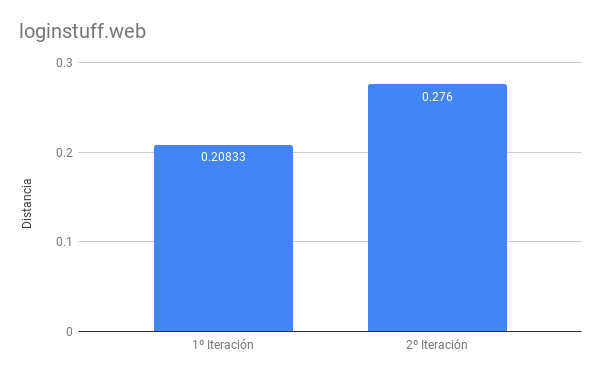 loginstuff.web
0.3
0.2
0.1
0
Distancia
0.20833
0.276
1º Iteración
2º Iteración